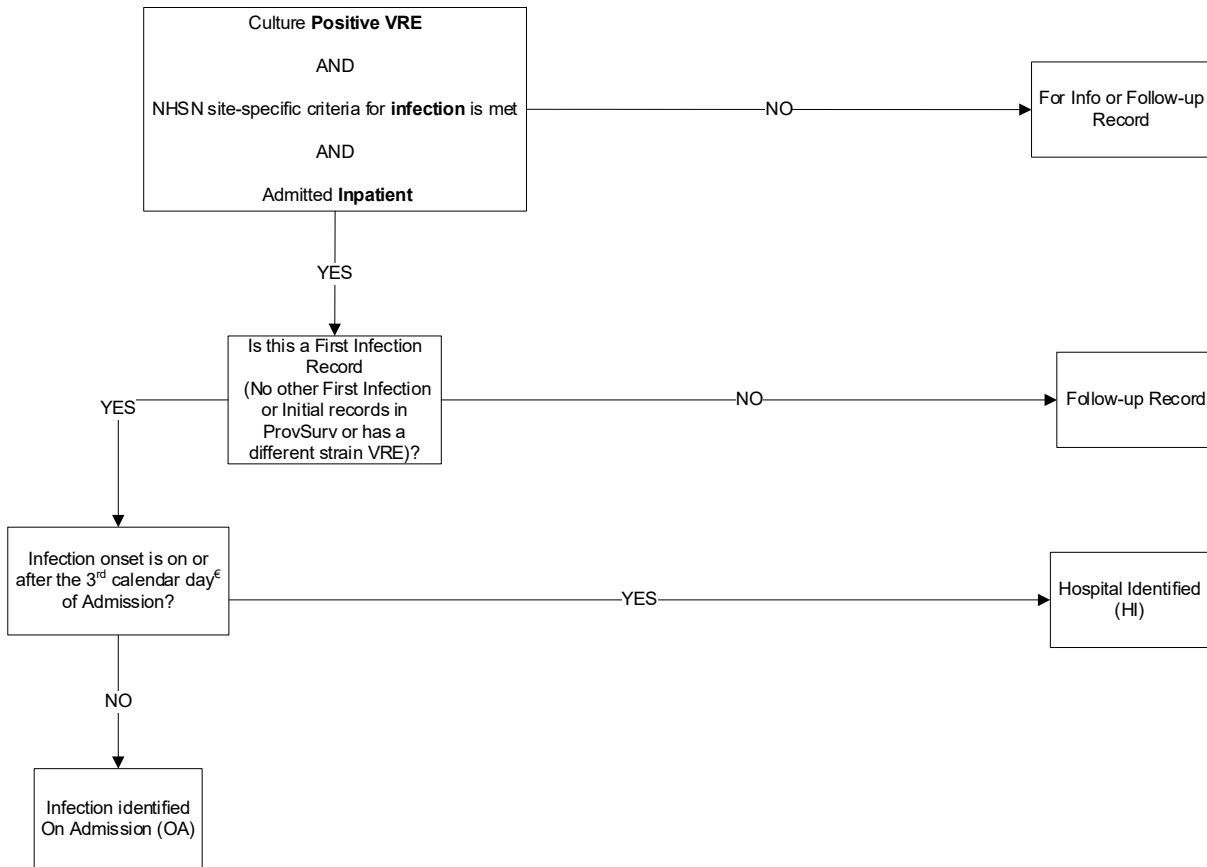 Culture Positive VRE
AND
NHSN site-specific criteria for infection is met
AND
Admitted Inpatient
NO
For Info or Follow-up
Record
YES
Is this a First Infection
Record
(No other First Infection
or Initial records in
ProvSurv or has a
different strain VRE)?
NO
Follow-up Record
YES
Infection onset is on or
after the 3rd calendar day€
of Admission?
YES
Hospital Identified
(HI)
NO
Infection identified
On Admission (OA)